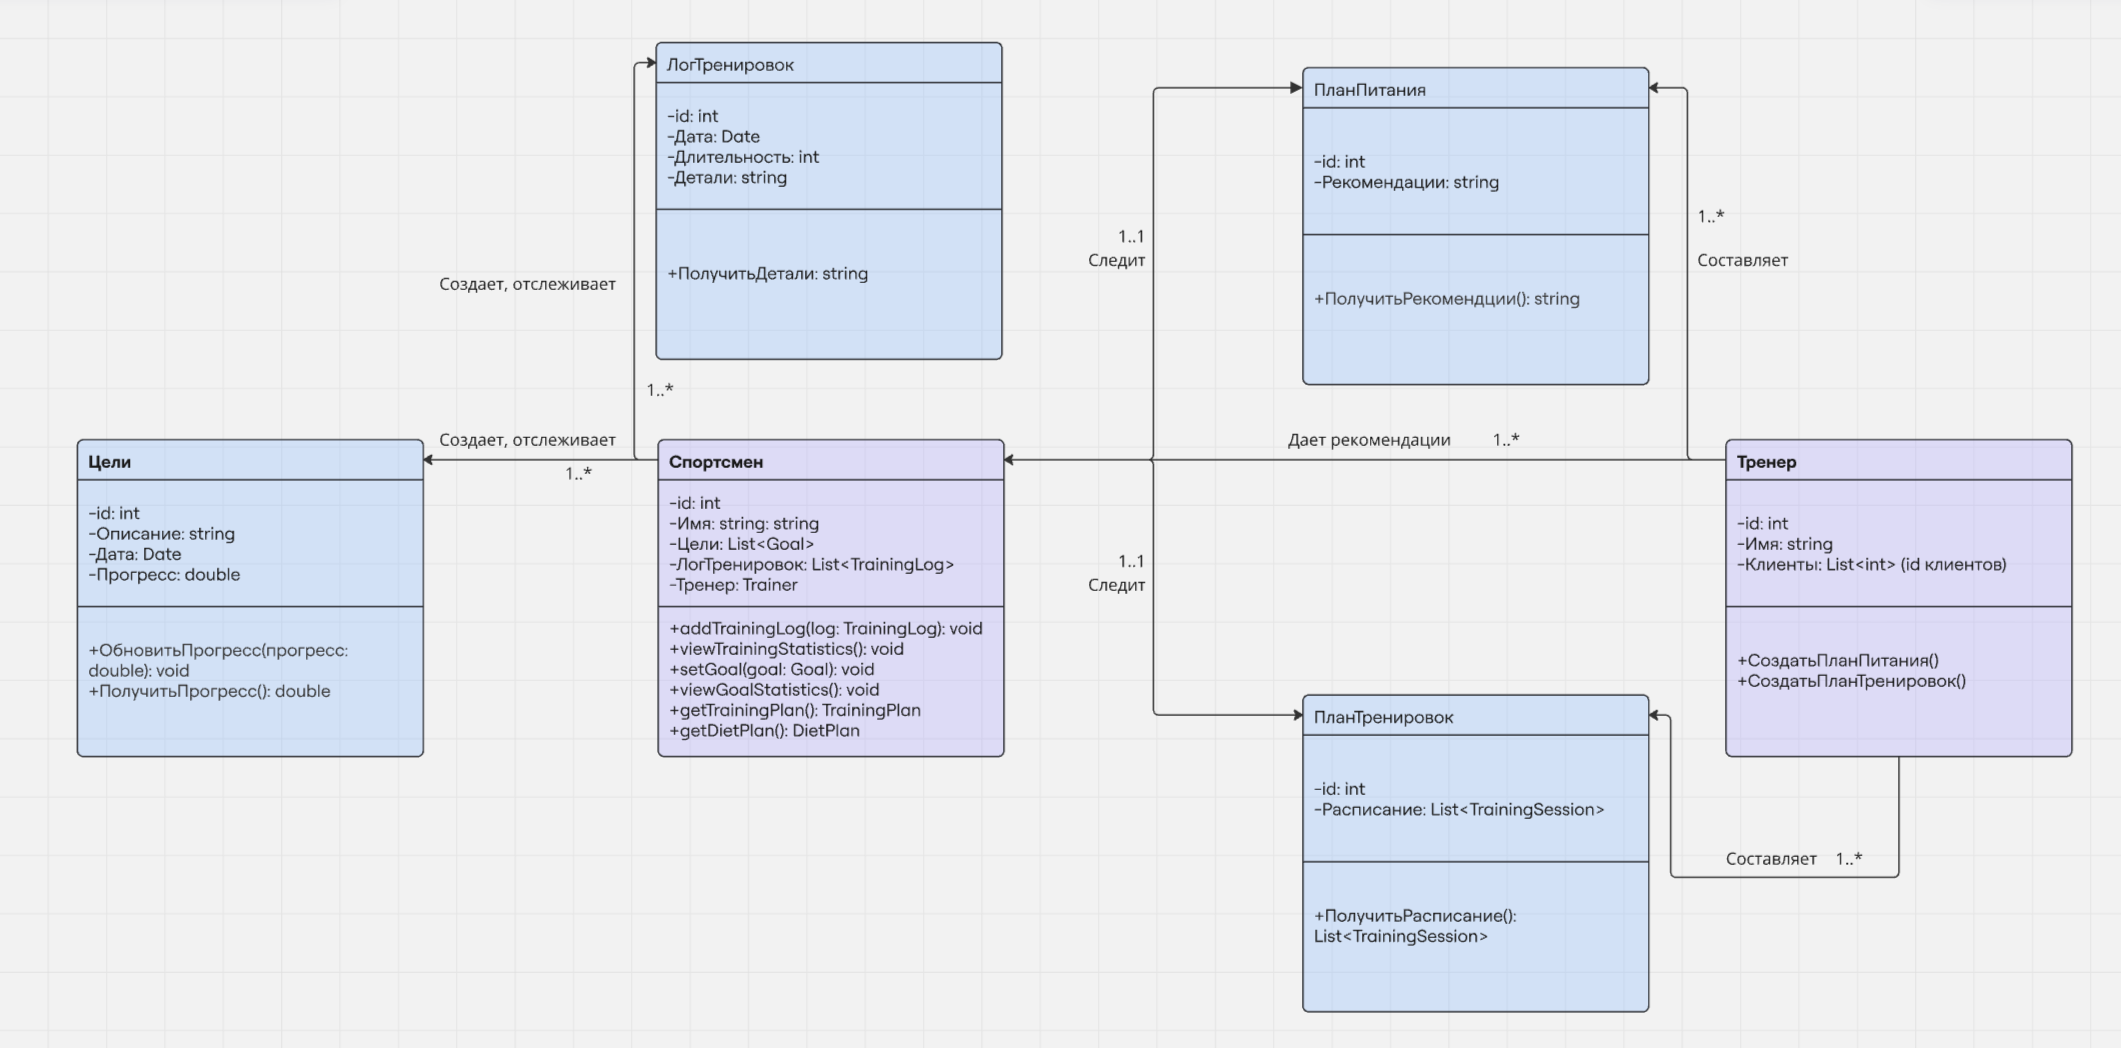 ЛогТренировок
-id: int
-Дата: Date
-Длительность: int
-Детали: string
+ПолучитьДетали: string
ПланПитания
-id: int
-Рекомендации: string
+ПолучитьРекомендции(): string
1..1
Следит
1..*
Составляет
Создает, отслеживает
1..*
Создает, отслеживает
1..*
Дает рекомендации 1..*
Цели
-id: int
-Описание: string
-Дата: Date
-Прогресс: double
+ОбновитьПрогресс(прогресс:
double): void
+ПолучитьПрогресс(): double
Спортсмен
-id: int
-Имя: string: string
-Цели: List<Goal>
-ЛогТренировок: List<TrainingLog>
-Тренер: Trainer
+addTrainingLog(log: TrainingLog): void
+viewTrainingStatistics(): void
+setGoal(goal: Goal): void
+viewGoalStatistics(): void
+getTrainingPlan(): TrainingPlan
+getDietPlan(): DietPlan
1..1
Следит
Тренер
-id: int
-Имя: string
-Клиенты: List<int> (id клиентов)
+СоздатьПланПитания()
+СоздатьПланТренировок()
ПланТренировок
-id: int
-Расписание: List<TrainingSession>
+ПолучитьРасписание():
List<TrainingSession>
Составляет 1..*